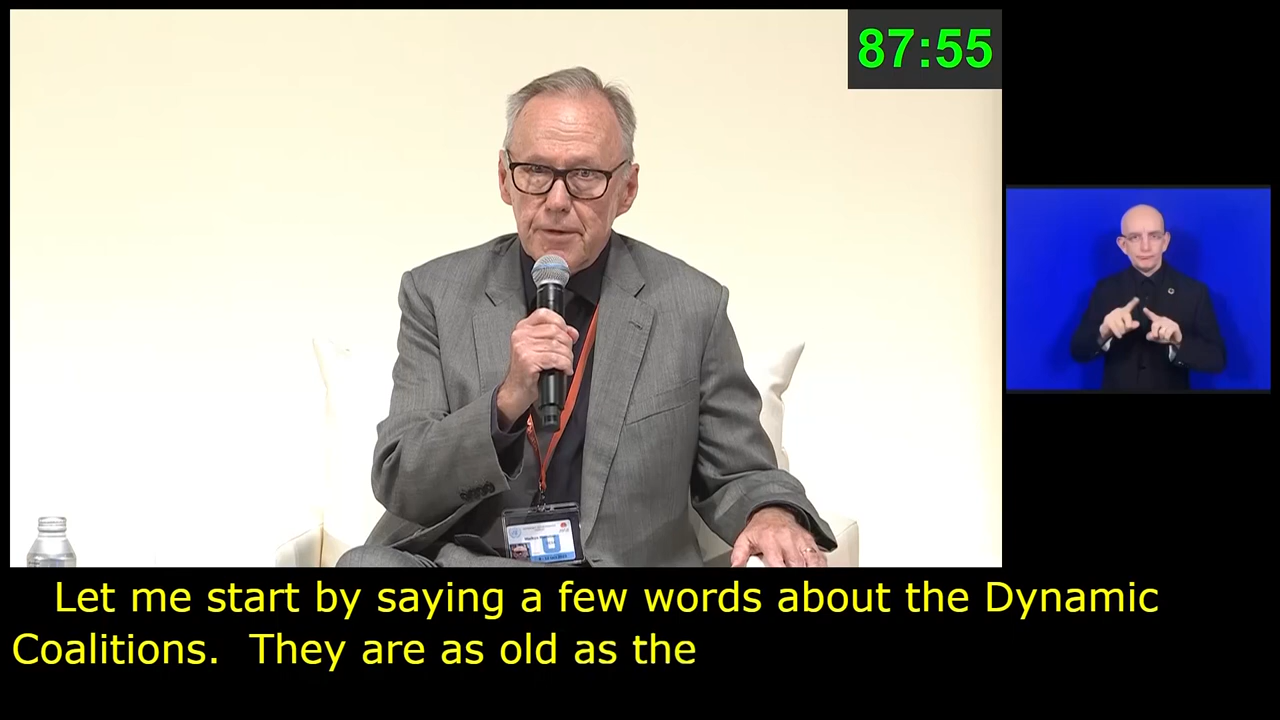 87:55
Let me start by saying a few words about the Dynamic
Coalitions.  They are as old as the